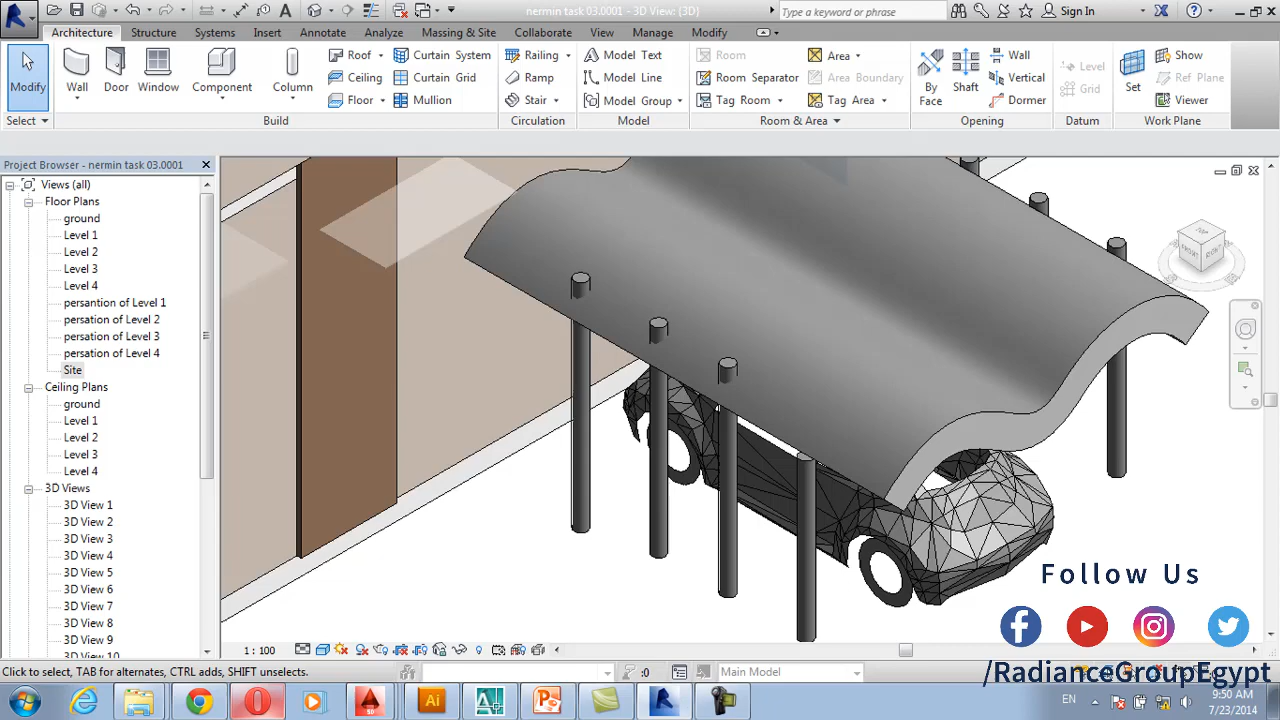 nermin task 03.0001 - 3D View: {3D}
Type a keyword or phrase
Sign In
Architecture
Structure
Systems
Insert
Annotate
Analyze
Massing & Site
Collaborate
View
Manage
Modify
Modify
Wall
Door
Window
Component
Column
Roof
Ceiling
Floor
Curtain System
Curtain Grid
Mullion
Railing
Ramp
Stair
Model Text
Model Line
Model Group
Room
Room Separator
Tag Room
Area
Area Boundary
Tag Area
By
Face
Shaft
Wall
Vertical
Dormer
Level
Grid
Set
Show
Ref Plane
Viewer
Select
Build
Circulation
Model
Room & Area
Opening
Datum
Work Plane
Project Browser - nermin task 03.0001
Views (all)
Floor Plans
ground
Level 1
Level 2
Level 3
Level 4
persantion of Level 1
persation of Level 2
persation of Level 3
persation of Level 4
Site
Ceiling Plans
ground
Level 1
Level 2
Level 3
Level 4
3D Views
3D View 1
3D View 2
3D View 3
3D View 4
3D View 5
3D View 6
3D View 7
3D View 8
3D View 9
3D View 10
TOP
1 : 100
Click to select, TAB for alternates, CTRL adds, SHIFT unselects.
:0
Main Model
Follow Us
/RadianceGroupEgypt
EN
9:50 AM
7/23/2014